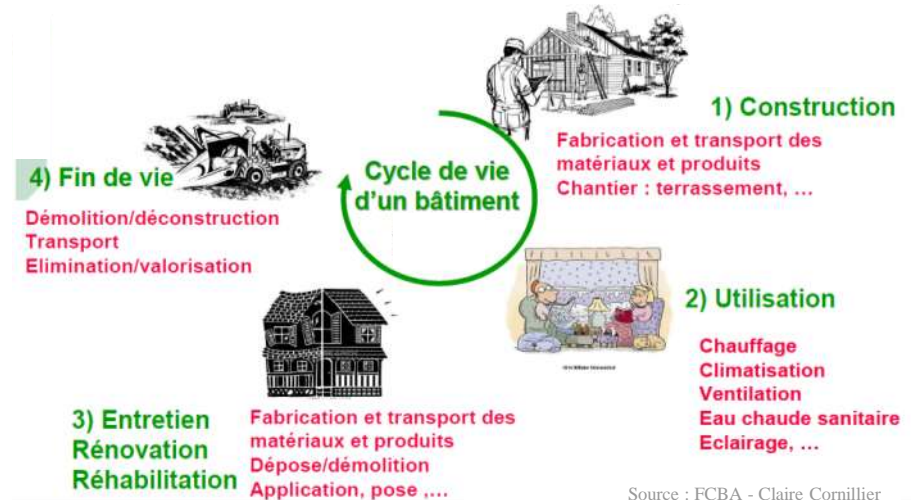 Cycle de vie
d'un bâtiment
1) Construction
Fabrication et transport des
matériaux et produits
Chantier : terrassement, ...
2) Utilisation
Chauffage
Climatisation
Ventilation
Eau chaude sanitaire
Eclairage, ...
3) Entretien
Rénovation
Réhabilitation
Fabrication et transport des
matériaux et produits
Dépose/démolition
Application, pose ,...
4) Fin de vie
Démolition/déconstruction
Transport
Elimination/valorisation
Source : FCBA - Claire Cornillier